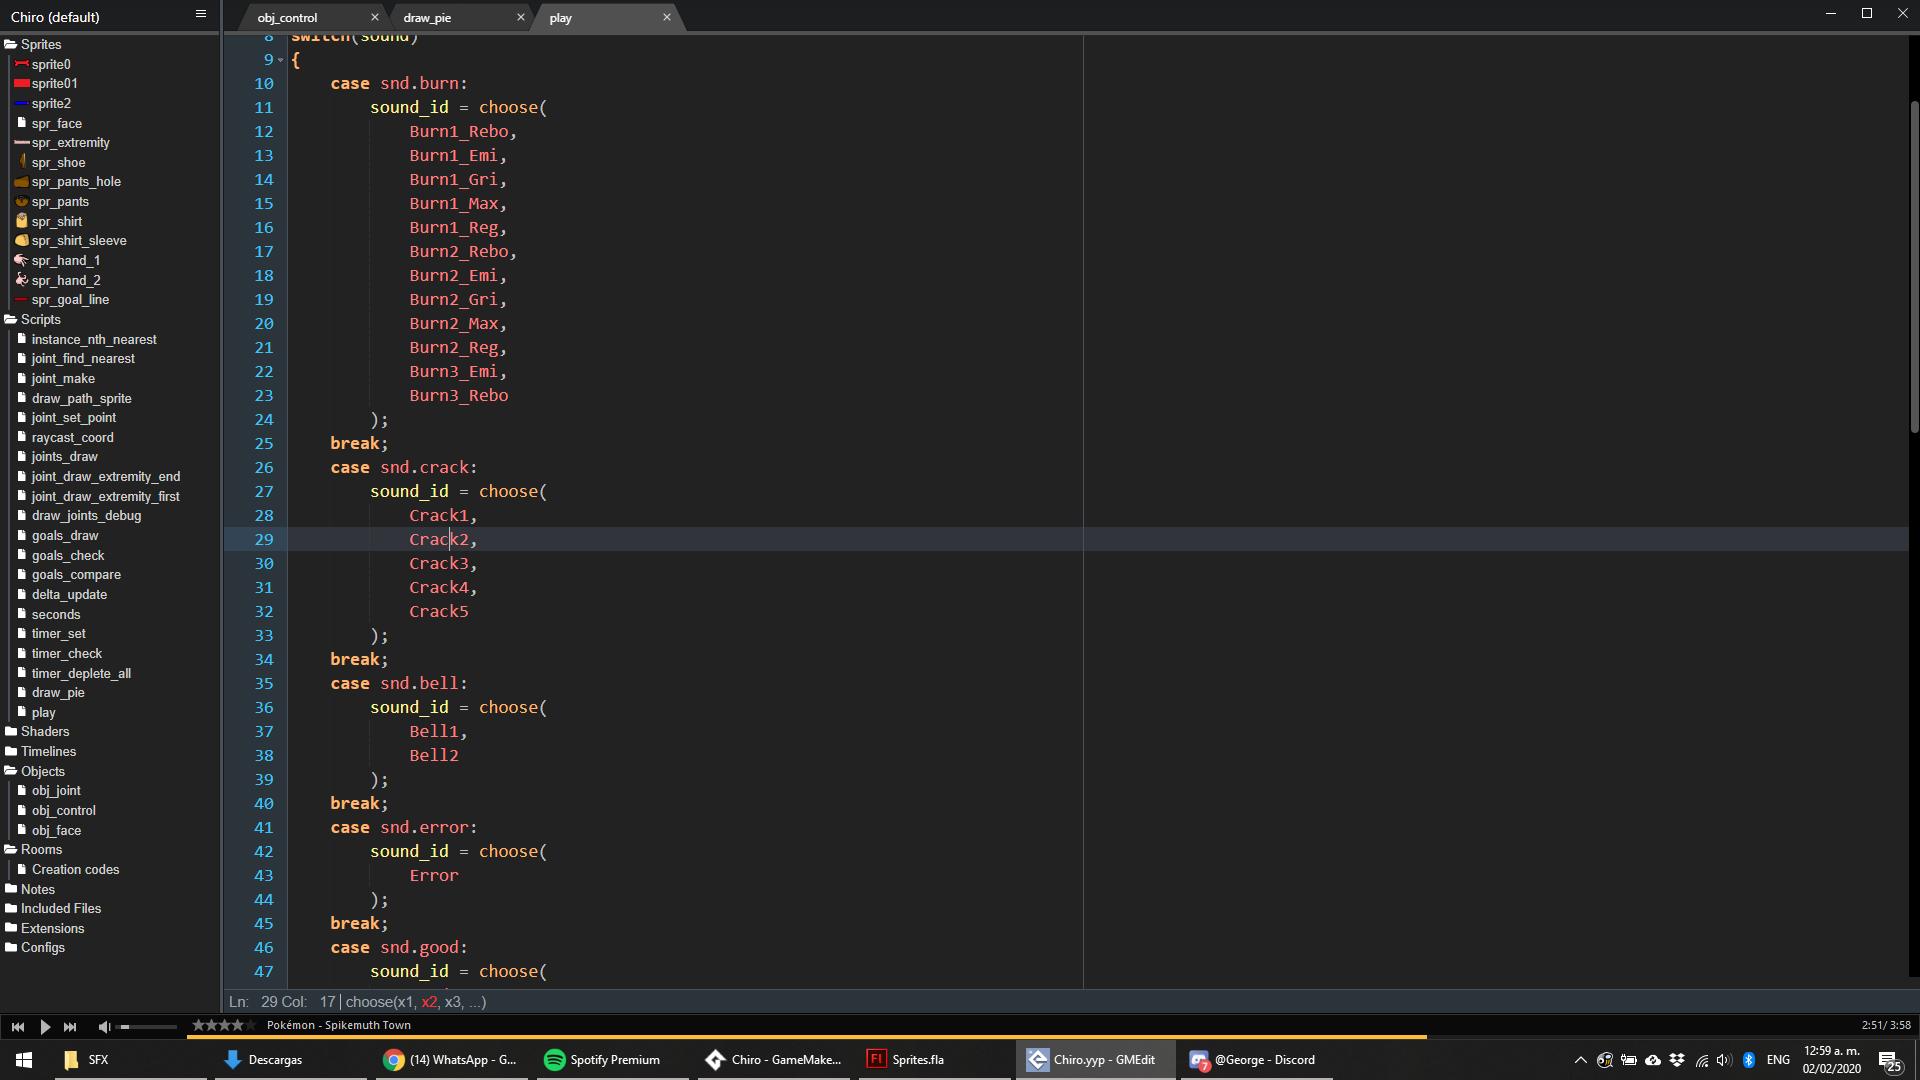 Chiro (default)
obj_control
draw_pie
play
Sprites
sprite0
sprite01
sprite2
spr_face
spr_extremity
spr_shoe
spr_pants_hole
spr_pants
spr_shirt
spr_shirt_sleeve
spr_hand_1
spr_hand_2
spr_goal_line
Scripts
instance_nth_nearest
joint_find_nearest
joint_make
draw_path_sprite
joint_set_point
raycast_coord
joints_draw
joint_draw_extremity_end
joint_draw_extremity_first
draw_joints_debug
goals_draw
goals_check
goals_compare
delta_update
seconds
timer_set
timer_check
timer_deplete_all
draw_pie
play
Shaders
Timelines
Objects
obj_joint
obj_control
obj_face
Rooms
Creation codes
Notes
Included Files
Extensions
Configs
8 switch(sound)
9 {
10 case snd.burn:
11 sound_id = choose(
12 Burn1_Rebo,
13 Burn1_Emi,
14 Burn1_Gri,
15 Burn1_Max,
16 Burn1_Reg,
17 Burn2_Rebo,
18 Burn2_Emi,
19 Burn2_Gri,
20 Burn2_Max,
21 Burn2_Reg,
22 Burn3_Emi,
23 Burn3_Rebo
24 );
25 break;
26 case snd.crack:
27 sound_id = choose(
28 Crack1,
29 Crack2,
30 Crack3,
31 Crack4,
32 Crack5
33 );
34 break;
35 case snd.bell:
36 sound_id = choose(
37 Bell1,
38 Bell2
39 );
40 break;
41 case snd.error:
42 sound_id = choose(
43 Error
44 );
45 break;
46 case snd.good:
47 sound_id = choose(
Ln: 29 Col: 17 choose(x1, x2, x3, ...)
Pokémon - Spikemuth Town
2:51/ 3:58
SFX
Descargas
(14) WhatsApp - G...
Spotify Premium
Chiro - GameMake...
Sprites.fla
Chiro.yyp - GMEdit
7
@George - Discord
ENG
12:59 a. m.
02/02/2020
25